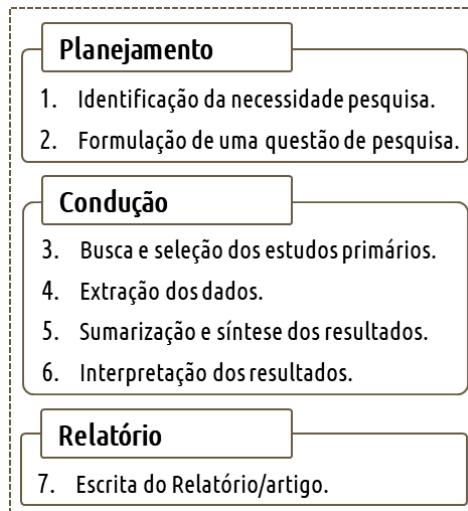 Planejamento
1. Identificação da necessidade pesquisa.
2. Formulação de uma questão de pesquisa.
Condução
3. Busca e seleção dos estudos primários.
4. Extração dos dados.
5. Sumarização e síntese dos resultados.
6. Interpretação dos resultados.
Relatório
7. Escrita do Relatório/artigo.